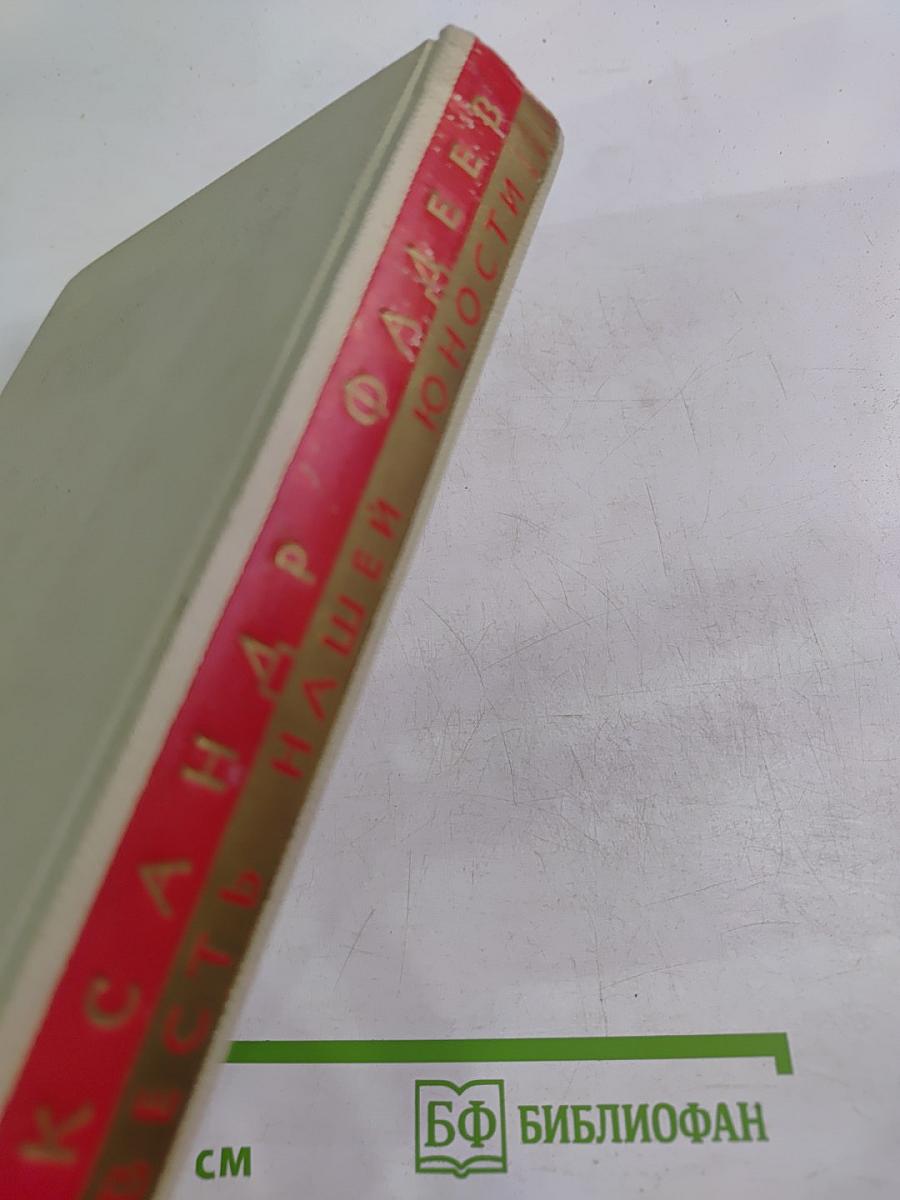 КСАНДР ФАДЕЕВ
ВЕСТЬ НАШЕЙ ЮНОСТИ
см
БФ БИБЛИОФАН